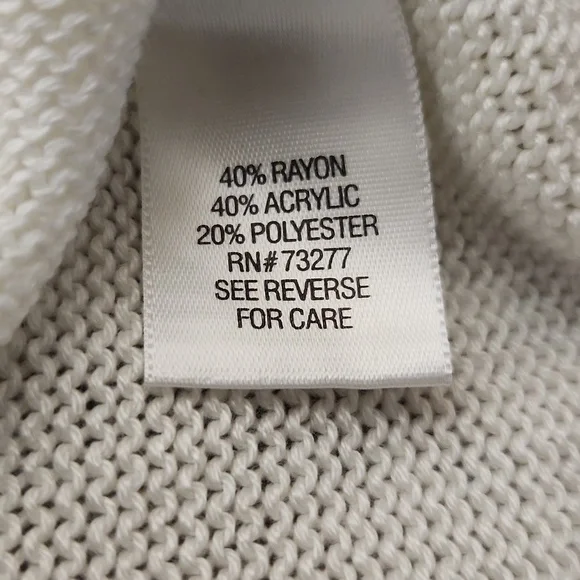 40% RAYON
40% ACRYLIC
20% POLYESTER
RN# 73277
SEE REVERSE
FOR CARE